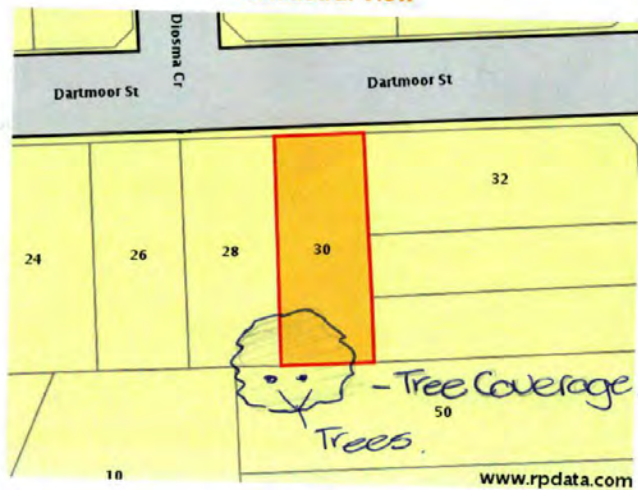 Diosma Cr
Dartmoor St
Dartmoor St
24
26
28
30
32
- Tree Coverage
50
Trees.
10
www.rpdata.com